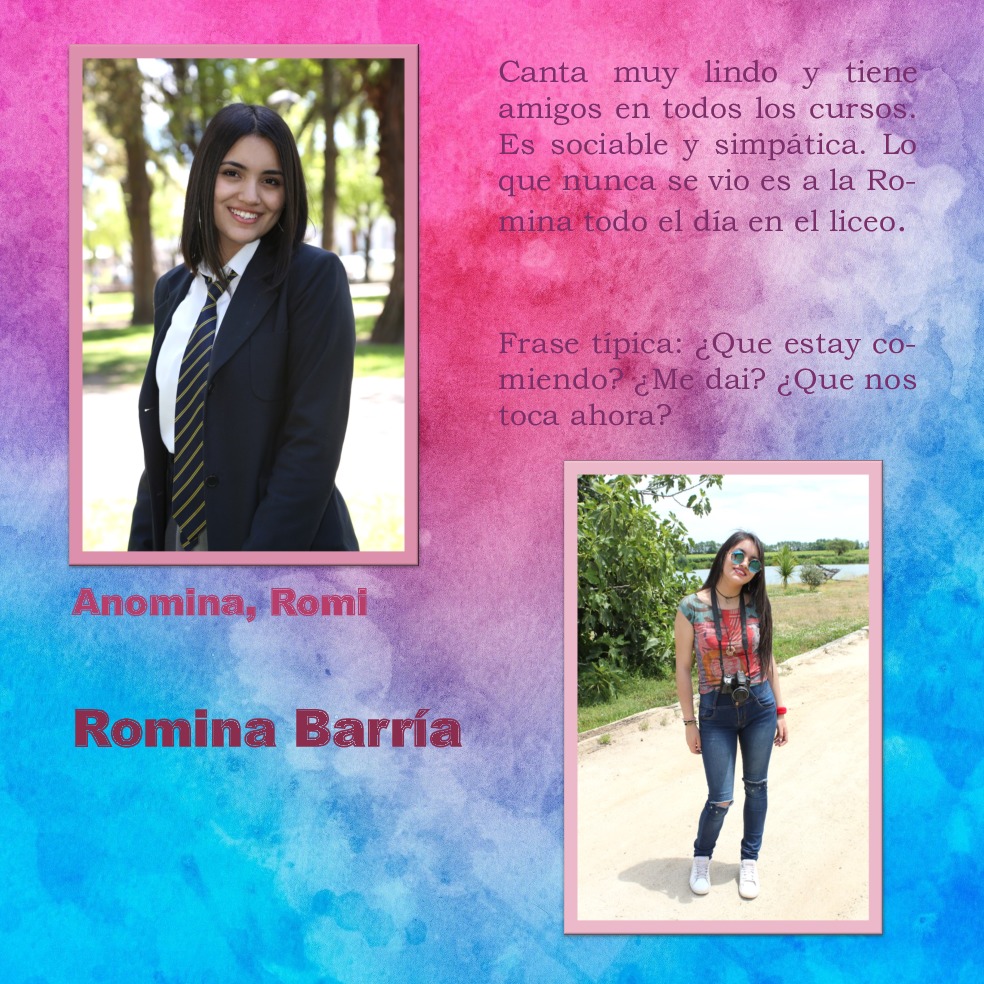 Canta muy lindo y tiene
amigos en todos los cursos.
Es sociable y simpática. Lo
que nunca se vio es a la Ro-
mina todo el día en el liceo.
Frase típica: ¿Que estay co-
miendo? ¿Me dai? ¿Que nos
toca ahora?
Anomina, Romi
Romina Barría